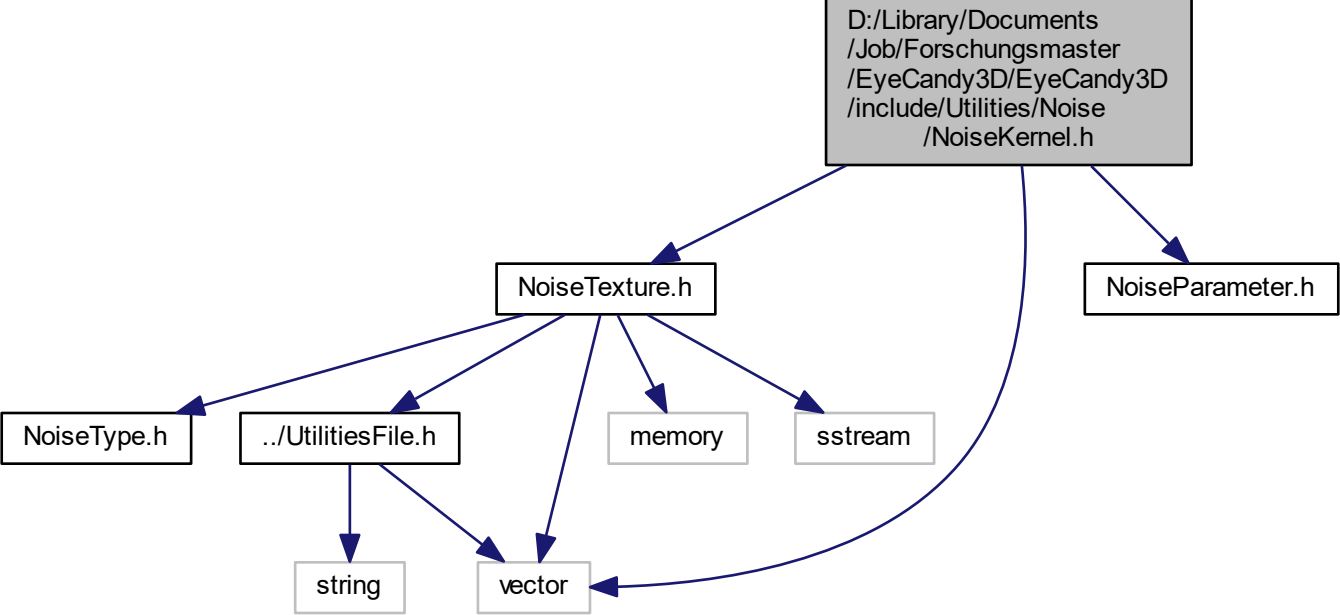 D:/Library/Documents
/Job/Forschungsmaster
/EyeCandy3D/EyeCandy3D
/include/Utilities/Noise
/NoiseKernel.h
NoiseTexture.h
NoiseParameter.h
NoiseType.h
../UtilitiesFile.h
memory
sstream
string
vector